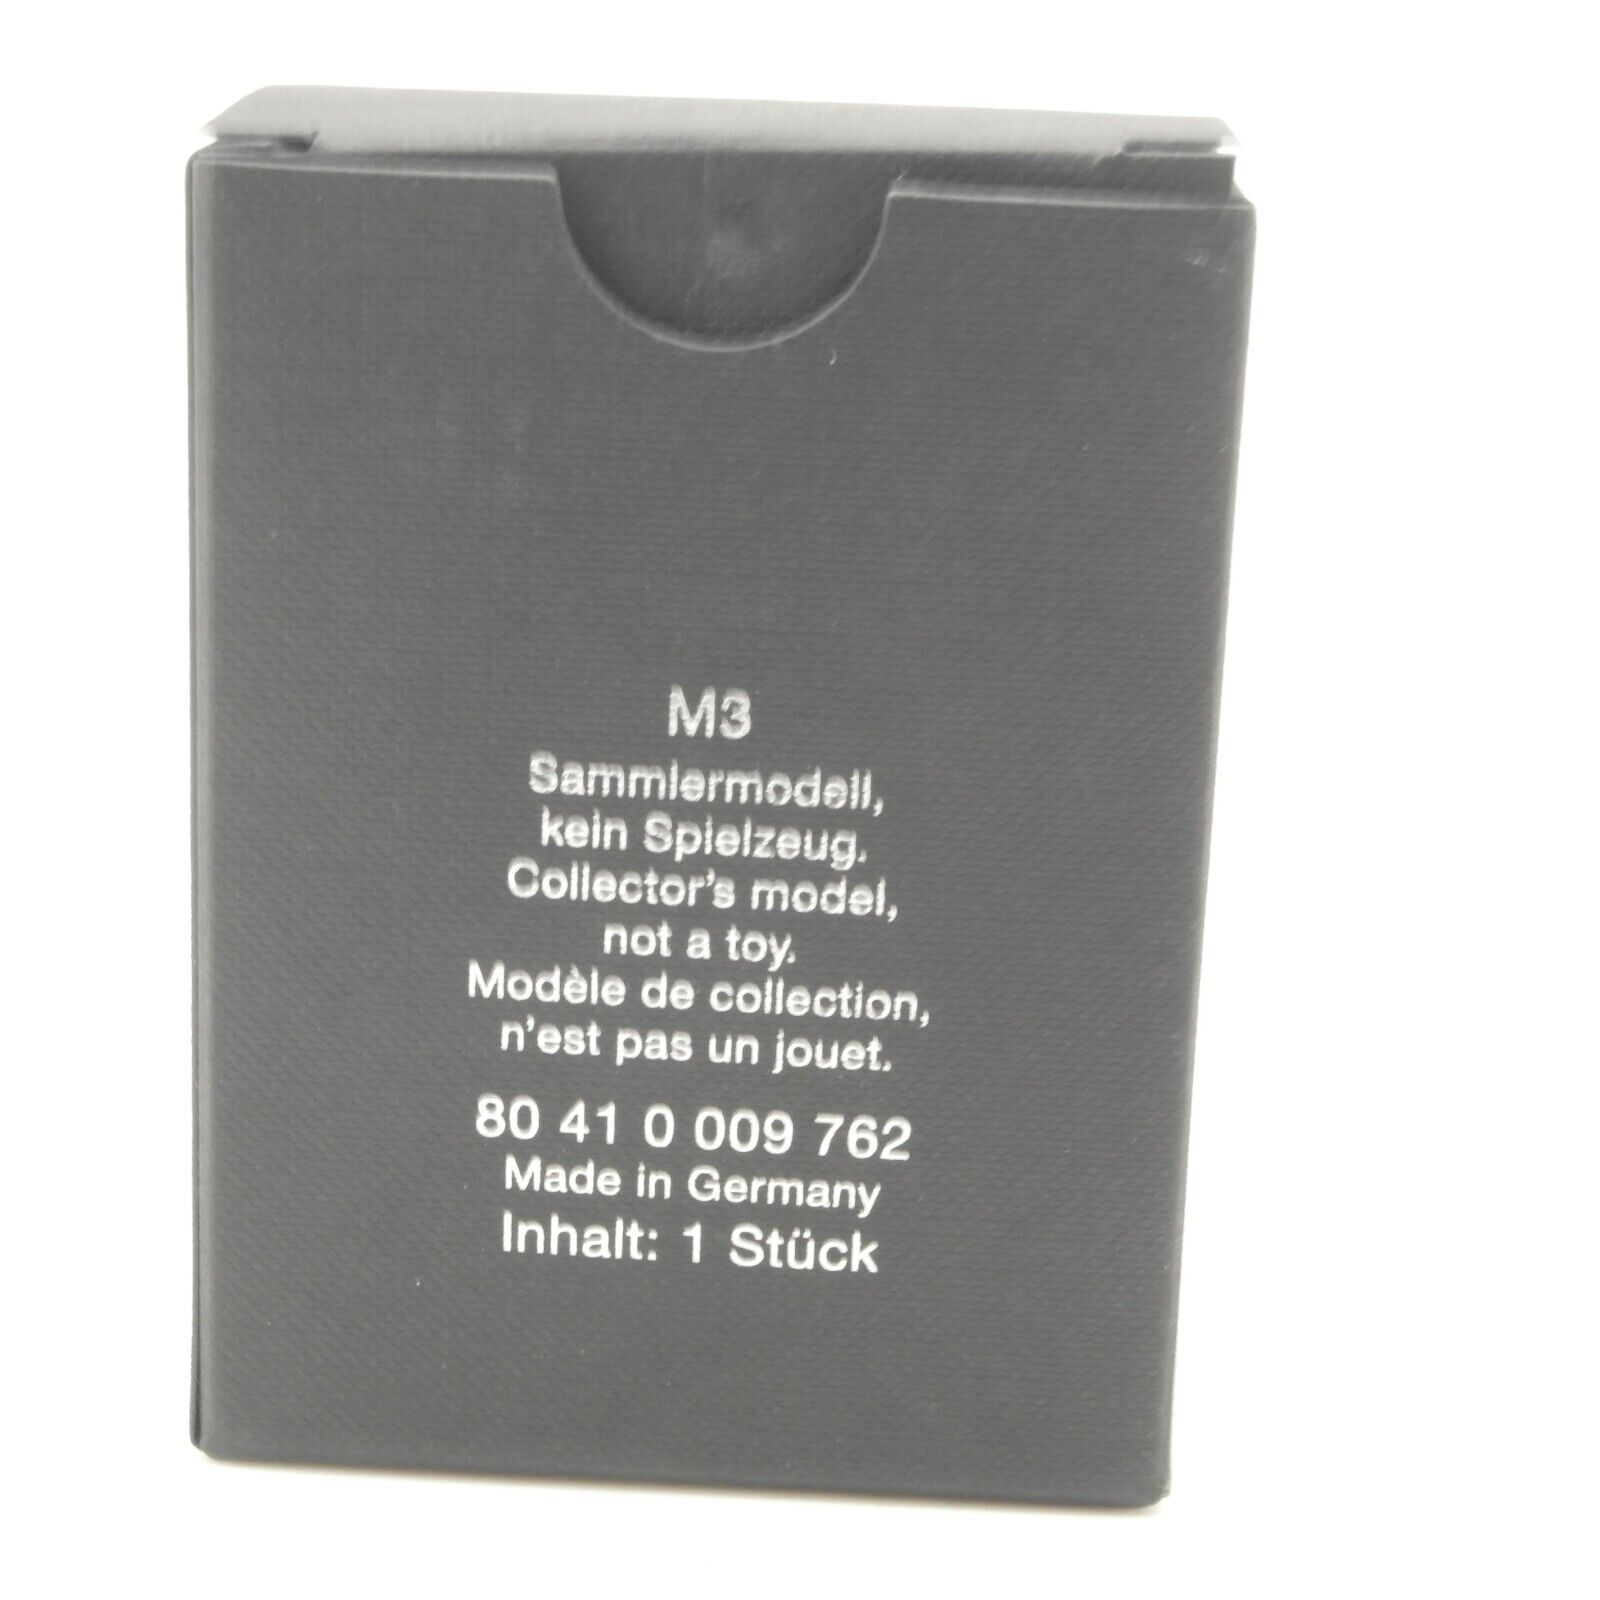 M3
Sammlermodell,
kein Spielzeug.
Collector's model,
not a toy.
Modèle de collection,
n'est pas un jouet.
80 41 0 009 762
Made in Germany
Inhalt: 1 Stück